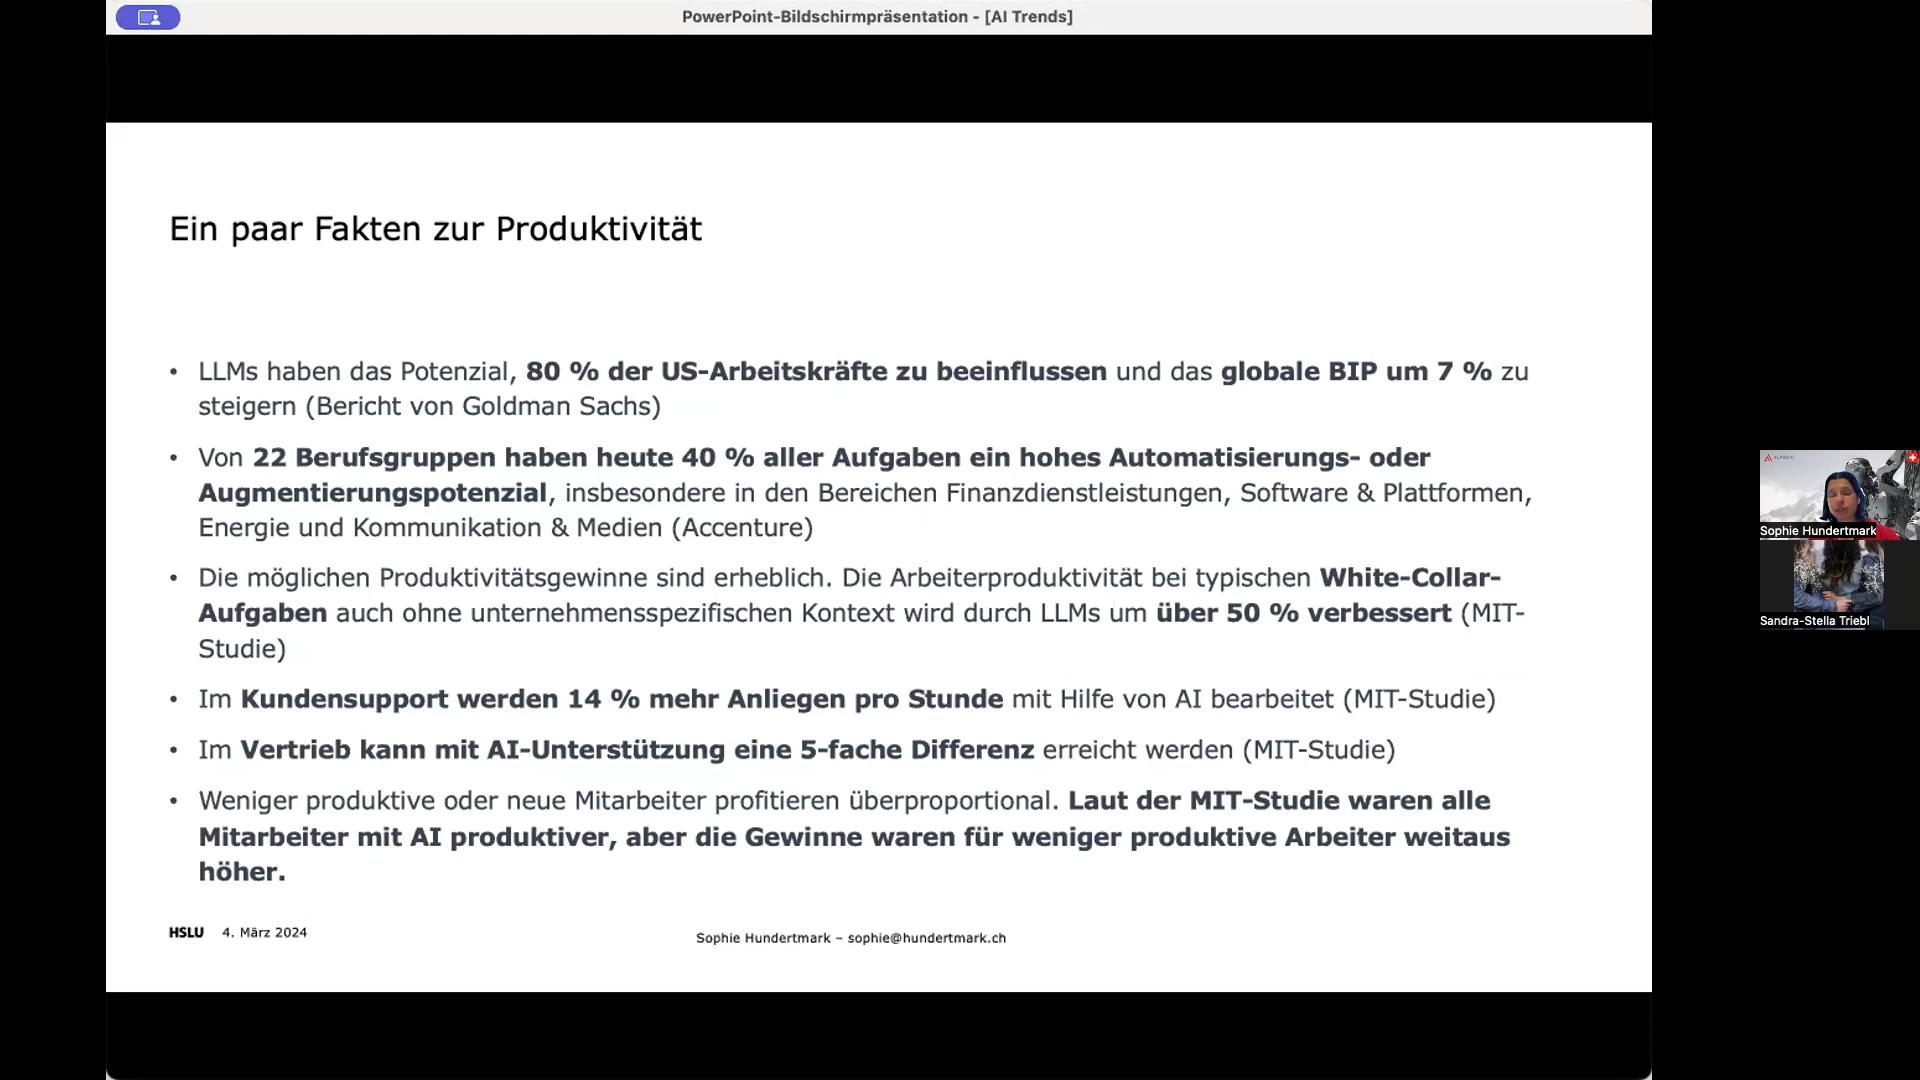 PowerPoint-Bildschirmpräsentation - [AI Trends]
Ein paar Fakten zur Produktivität
• LLMs haben das Potenzial, 80 % der US-Arbeitskräfte zu beeinflussen und das globale BIP um 7 % zu
steigern (Bericht von Goldman Sachs)
• Von 22 Berufsgruppen haben heute 40 % aller Aufgaben ein hohes Automatisierungs- oder
Augmentierungspotenzial, insbesondere in den Bereichen Finanzdienstleistungen, Software & Plattformen,
Energie und Kommunikation & Medien (Accenture)
• Die möglichen Produktivitätsgewinne sind erheblich. Die Arbeiterproduktivität bei typischen White-Collar-
Aufgaben auch ohne unternehmensspezifischen Kontext wird durch LLMs um über 50 % verbessert (MIT-
Studie)
• Im Kundensupport werden 14 % mehr Anliegen pro Stunde mit Hilfe von AI bearbeitet (MIT-Studie)
• Im Vertrieb kann mit AI-Unterstützung eine 5-fache Differenz erreicht werden (MIT-Studie)
• Weniger produktive oder neue Mitarbeiter profitieren überproportional. Laut der MIT-Studie waren alle
Mitarbeiter mit AI produktiver, aber die Gewinne waren für weniger produktive Arbeiter weitaus
höher.
HSLU 4. März 2024
Sophie Hundertmark – sophie@hundertmark.ch
Sophie Hundertmark
Sandra-Stella Triebl